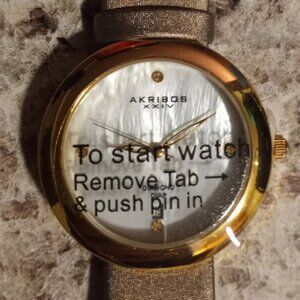 AKRIBOS
XXIV
To start watch
Remove Tab →
& push pin in